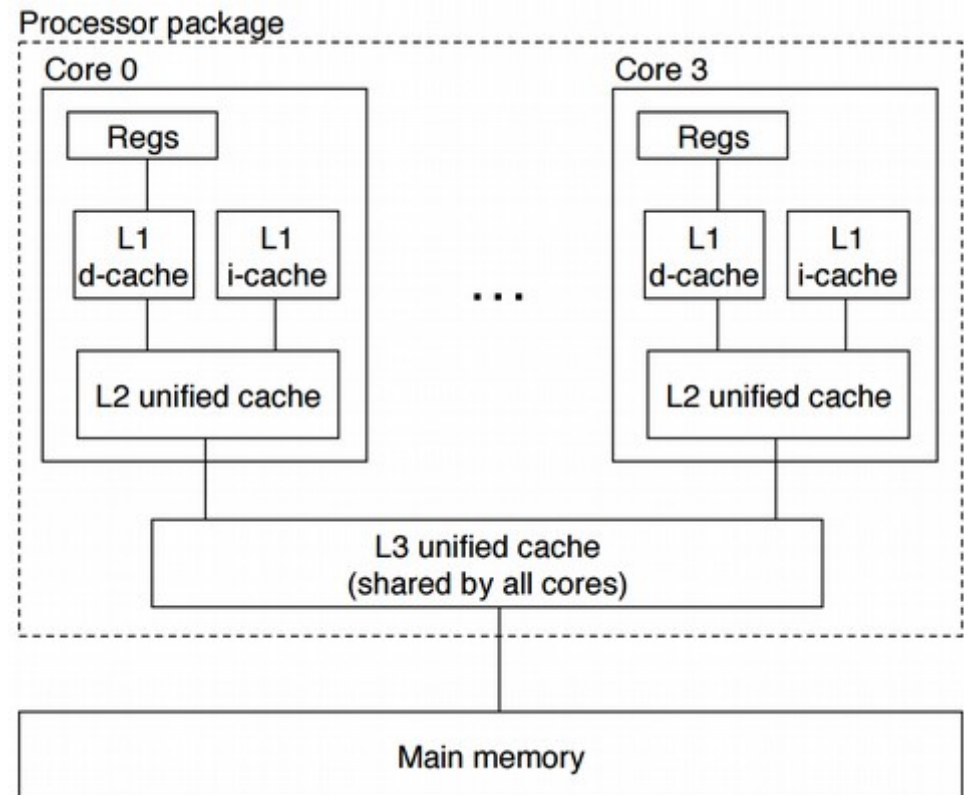 Processor package
Core 0
Core 3
Regs
Regs
L1
d-cache
L1
i-cache
...
L1
d-cache
L1
i-cache
L2 unified cache
L2 unified cache
L3 unified cache
(shared by all cores)
Main memory